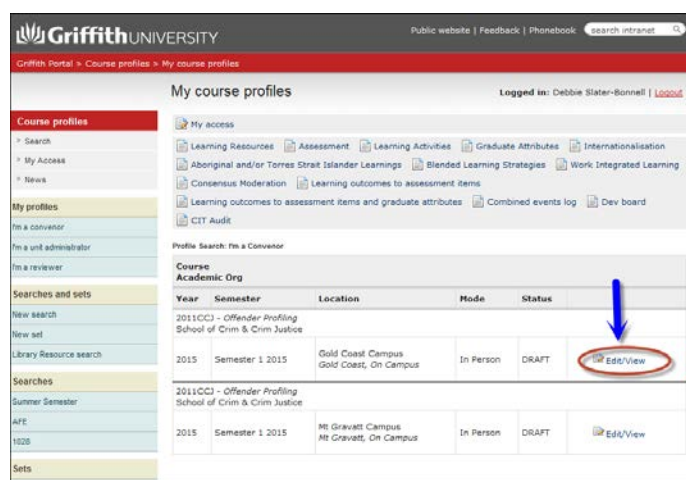 Griffith UNIVERSITY
Public website | Feedback | Phonebook
search intranet
Griffith Portal > Course profiles > My course profiles
My course profiles
Logged in: Debbie Slater-Bonnell | Logout
Course profiles
Search
My Access
News
My profiles
I'm a convenor
I'm a unit administrator
I'm a reviewer
Searches and sets
New search
New set
Library Resource search
Searches
Summer Semester
AFE
1028
Sets
My access
Learning Resources Assessment Learning Activities Graduate Attributes Internationalisation
Aboriginal and/or Torres Strait Islander Learnings Blended Learning Strategies Work Integrated Learning
Consensus Moderation Learning outcomes to assessment items
Learning outcomes to assessment items and graduate attributes Combined events log Dev board
CIT Audit
Profile Search: I'm a Convenor
Course
Academic Org
Year Semester Location Mode Status
2011CCJ - Offender Profiling
School of Crim & Crim Justice
2015 Semester 1 2015 Gold Coast Campus In Person DRAFT Edit/View
Gold Coast, On Campus
2011CCJ - Offender Profiling
School of Crim & Crim Justice
2015 Semester 1 2015 Mt Gravatt Campus In Person DRAFT Edit/View
Mt Gravatt, On Campus